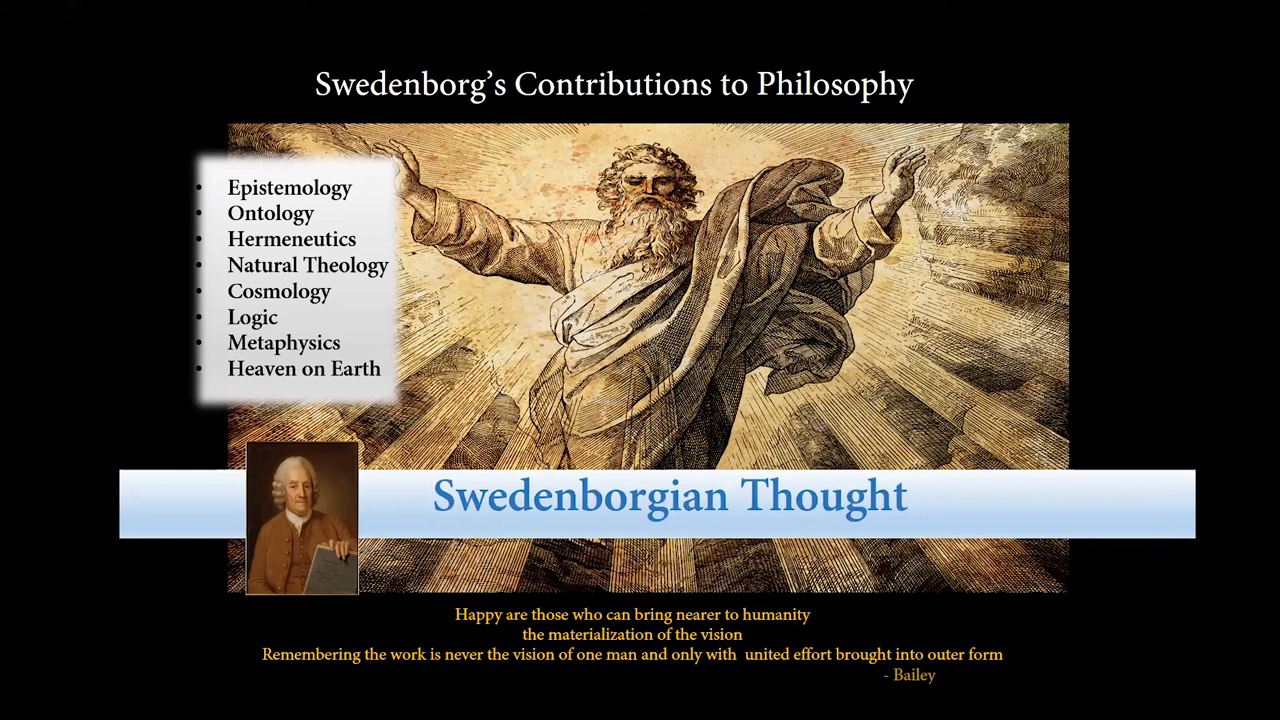 Swedenborg's Contributions to Philosophy
• Epistemology
• Ontology
• Hermeneutics
• Natural Theology
• Cosmology
• Logic
• Metaphysics
• Heaven on Earth
Swedenborgian Thought
Happy are those who can bring nearer to humanity
the materialization of the vision
Remembering the work is never the vision of one man and only with united effort brought into outer form
- Bailey